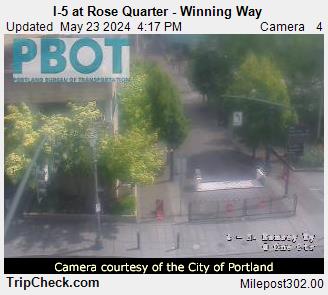 I-5 at Rose Quarter - Winning Way
Updated May 23 2024 4:17 PM Camera 4
PBOT
PORTLAND BUREAU OF TRANSPORTATION
Camera courtesy of the City of Portland
TripCheck.com Milepost302.00